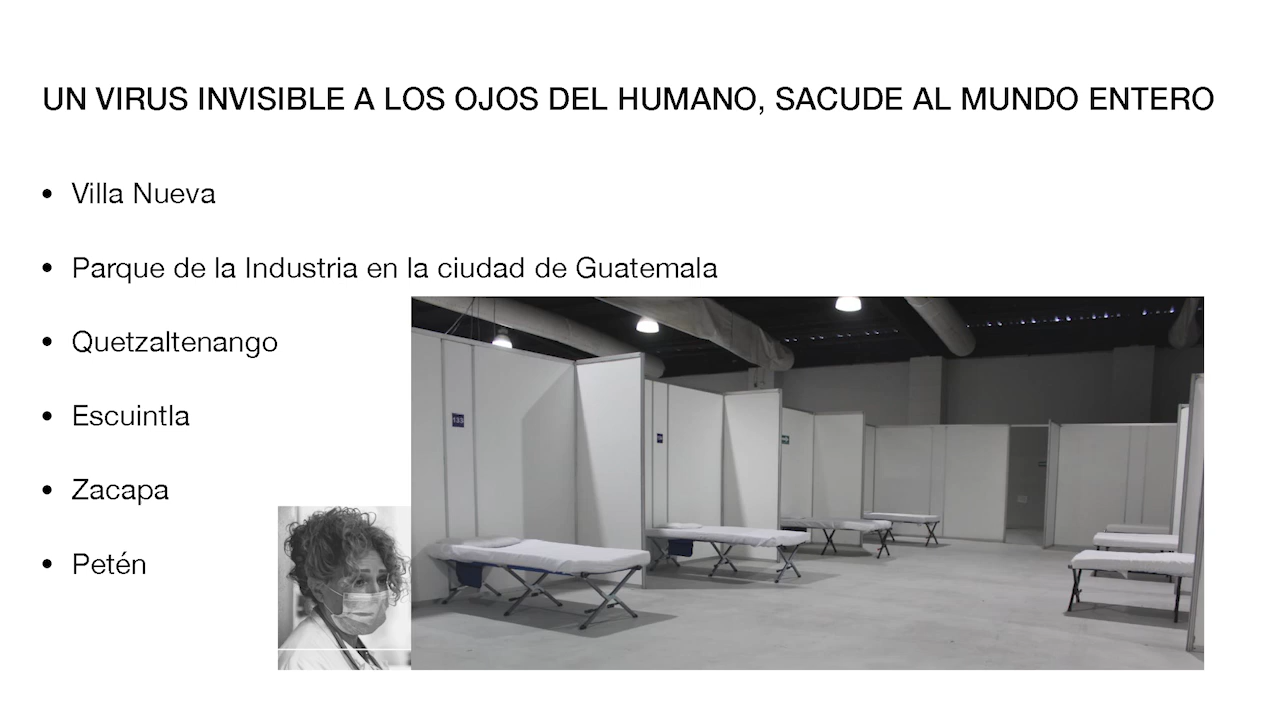 UN VIRUS INVISIBLE A LOS OJOS DEL HUMANO, SACUDE AL MUNDO ENTERO
• Villa Nueva
• Parque de la Industria en la ciudad de Guatemala
• Quetzaltenango
• Escuintla
• Zacapa
• Petén